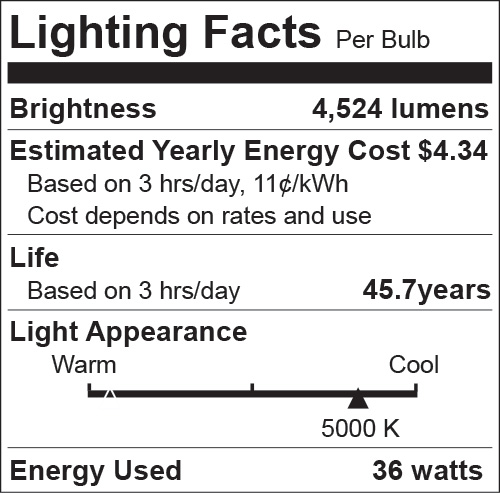 Lighting Facts Per Bulb
Brightness 4,524 lumens
Estimated Yearly Energy Cost $4.34
Based on 3 hrs/day, 11¢/kWh
Cost depends on rates and use
Life
Based on 3 hrs/day 45.7years
Light Appearance
Warm Cool
5000 K
Energy Used 36 watts